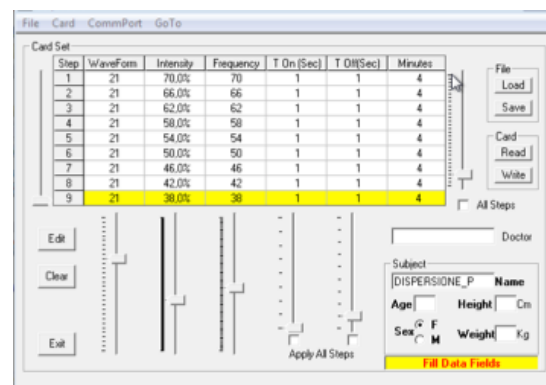 File Card CommPort GoTo
Card Set
Step WaveForm Intensity Frequency T On (Sec) T Off(Sec) Minutes
1 21 70,0% 70 1 1 4
2 21 66,0% 66 1 1 4
3 21 62,0% 62 1 1 4
4 21 58,0% 58 1 1 4
5 21 54,0% 54 1 1 4
6 21 50,0% 50 1 1 4
7 21 46,0% 46 1 1 4
8 21 42,0% 42 1 1 4
9 21 38,0% 38 1 1 4
File
Load
Save
Card
Read
Write
All Steps
Edit
Clear
Exit
Apply All Steps
Doctor
Subject
DISPERSIONE_P Name
Age Height Cm
Sex F M Weight Kg
Fill Data Fields